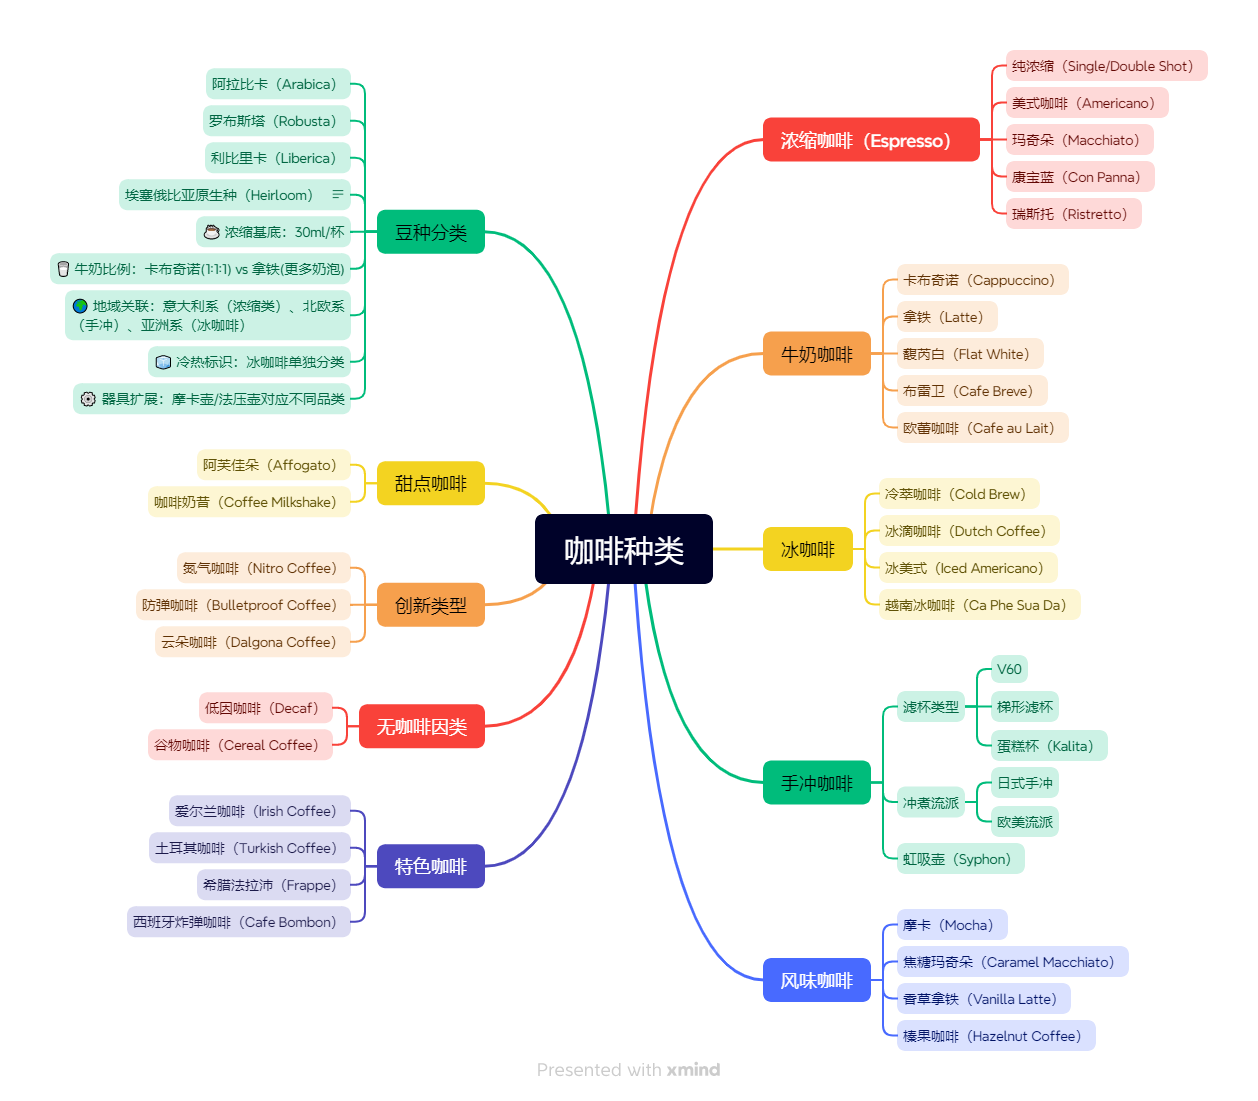 咖啡种类
浓缩咖啡（Espresso）
纯浓缩（Single/Double Shot）
美式咖啡（Americano）
玛奇朵（Macchiato）
康宝蓝（Con Panna）
瑞斯托（Ristretto）
牛奶咖啡
卡布奇诺（Cappuccino）
拿铁（Latte）
馥芮白（Flat White）
布雷卫（Cafe Breve）
欧蕾咖啡（Cafe au Lait）
冰咖啡
冷萃咖啡（Cold Brew）
冰滴咖啡（Dutch Coffee）
冰美式（Iced Americano）
越南冰咖啡（Ca Phe Sua Da）
手冲咖啡
滤杯类型
V60
梯形滤杯
蛋糕杯（Kalita）
冲煮流派
日式手冲
欧美流派
虹吸壶（Syphon）
风味咖啡
摩卡（Mocha）
焦糖玛奇朵（Caramel Macchiato）
香草拿铁（Vanilla Latte）
榛果咖啡（Hazelnut Coffee）
豆种分类
阿拉比卡（Arabica）
罗布斯塔（Robusta）
利比里卡（Liberica）
埃塞俄比亚原生种（Heirloom）
浓缩基底：30ml/杯
牛奶比例：卡布奇诺(1:1:1) vs 拿铁(更多奶泡)
地域关联：意大利系（浓缩类）、北欧系
（手冲）、亚洲系（冰咖啡）
冷热标识：冰咖啡单独分类
器具扩展：摩卡壶/法压壶对应不同品类
甜点咖啡
阿芙佳朵（Affogato）
咖啡奶昔（Coffee Milkshake）
创新类型
氮气咖啡（Nitro Coffee）
防弹咖啡（Bulletproof Coffee）
云朵咖啡（Dalgona Coffee）
无咖啡因类
低因咖啡（Decaf）
谷物咖啡（Cereal Coffee）
特色咖啡
爱尔兰咖啡（Irish Coffee）
土耳其咖啡（Turkish Coffee）
希腊法拉沛（Frappe）
西班牙炸弹咖啡（Cafe Bombon）
Presented with xmind